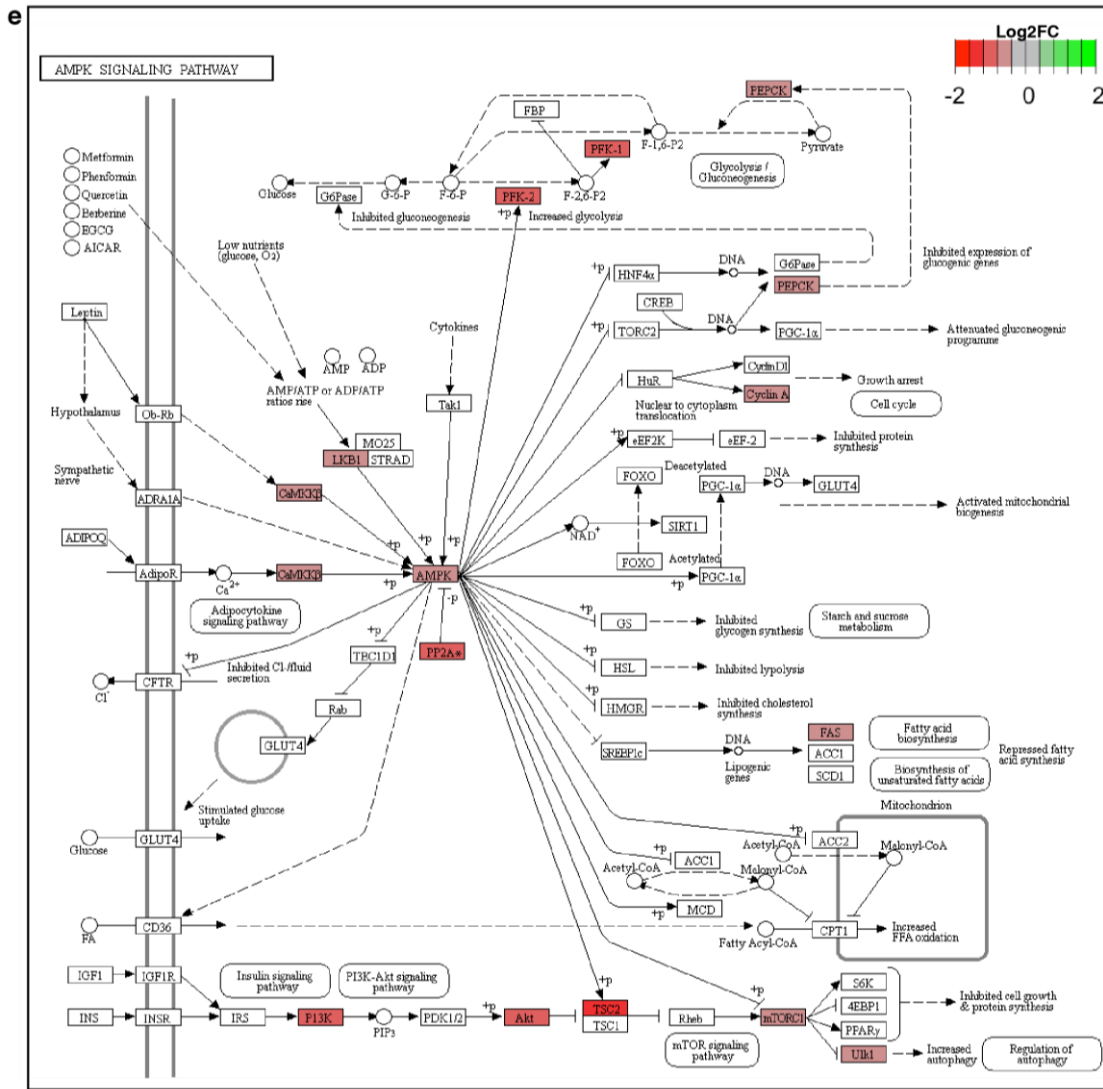 e
Log2FC
-2
0
2
AMPK SIGNALING PATHWAY
Metformin
Phenformin
Quercetin
Berberine
EGCG
AICAR
FBP
PEPCK
PFK-1
F-1,6-P2
Pyruvate
Glycolysis /
Gluconeogenesis
Glucose
G6Pase
G-6-P
F-6-P
PFK-2
F-2,6-P2
Inhibited gluconeogenesis
+p
Increased glycolysis
Low nutrients
(glucose, O2)
Inhibited expression of
glucogenic genes
+p
HNF4α
DNA
G6Pase
PEPCK
CREB
+p
TORC2
DNA
PGC-1α
Attenuated gluconeogenic
programme
Leptin
Cytokines
AMP
ADP
AMP/ATP or ADP/ATP
ratios rise
Tak1
HuR
CyclinD1
Cyclin A
Growth arrest
Cell cycle
Nuclear to cytoplasm
translocation
Hypothalamus
Ob-Rb
MO25
LKB1
STRAD
+p
eEF2K
eEF-2
Inhibited protein
synthesis
Sympathetic
nerve
ADRA1A
CaMKKβ
Deacetylated
FOXO
PGC-1α
DNA
GLUT4
Activated mitochondrial
biogenesis
+p
+p
+p
NAD+
SIRT1
ADIPOQ
AdipoR
Ca2+
CaMKKβ
+p
AMPK
FOXO
Acetylated
+p
PGC-1α
Adipocytokine
signaling pathway
-p
+p
+p
GS
Inhibited
glycogen synthesis
Starch and sucrose
metabolism
TBC1D1
PP2A*
+p
Inhibited Cl-/fluid
secretion
+p
HSL
Inhibited lypolysis
Cl-
CFTR
Rab
+p
HMGR
Inhibited cholesterol
synthesis
GLUT4
SREBP1c
DNA
Lipogenic
genes
FAS
ACC1
SCD1
Fatty acid
biosynthesis
Biosynthesis of
unsaturated fatty acids
Repressed fatty
acid synthesis
Stimulated glucose
uptake
Mitochondrion
Glucose
GLUT4
+p
ACC2
Acetyl-CoA
Malonyl-CoA
+p
ACC1
Acetyl-CoA
Malonyl-CoA
+p
MCD
FA
CD36
Fatty Acyl-CoA
CPT1
Increased
FFA oxidation
IGF1
IGF1R
Insulin signaling
pathway
PI3K-Akt signaling
pathway
+p
+p
INS
INSR
IRS
P13K
PIP3
PDK1/2
+p
Akt
TSC2
TSC1
Rheb
mTORC1
S6K
4EBP1
PPARγ
Inhibited cell growth
& protein synthesis
mTOR signaling
pathway
Ulk1
Increased
autophagy
Regulation of
autophagy